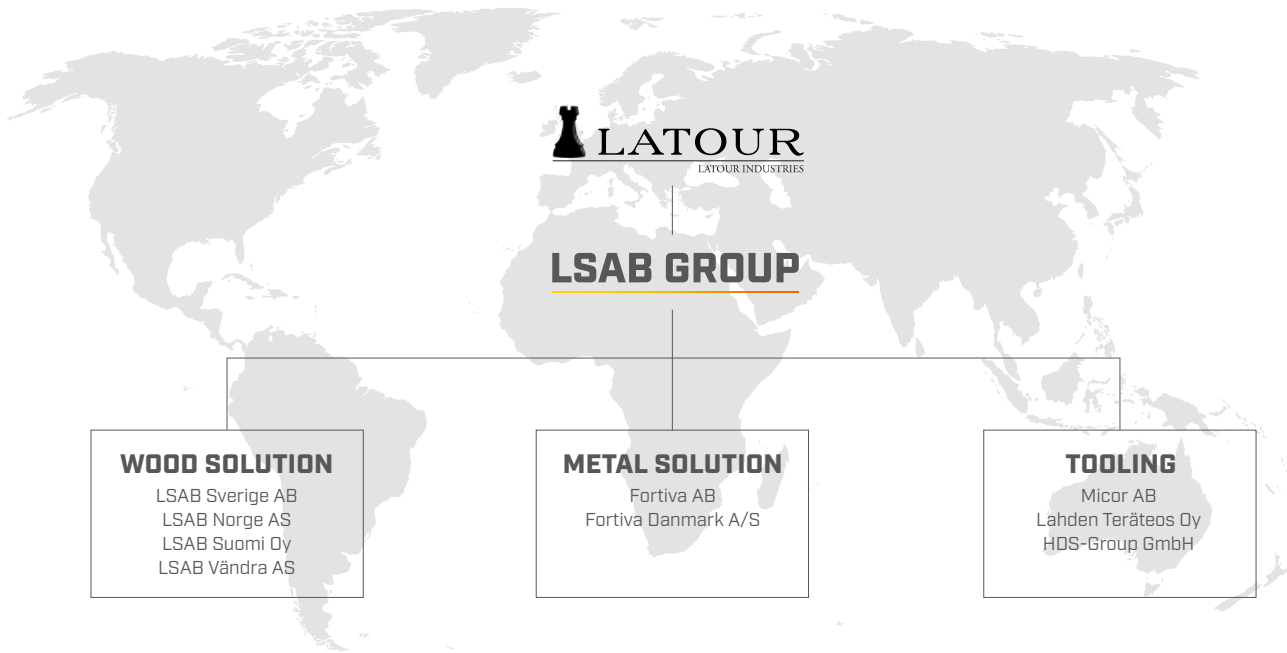 LATOUR
LATOUR INDUSTRIES
LSAB GROUP
WOOD SOLUTION
LSAB Sverige AB
LSAB Norge AS
LSAB Suomi Oy
LSAB Vändra AS
METAL SOLUTION
Fortiva AB
Fortiva Danmark A/S
TOOLING
Micor AB
Lahden Teräteos Oy
HDS-Group GmbH